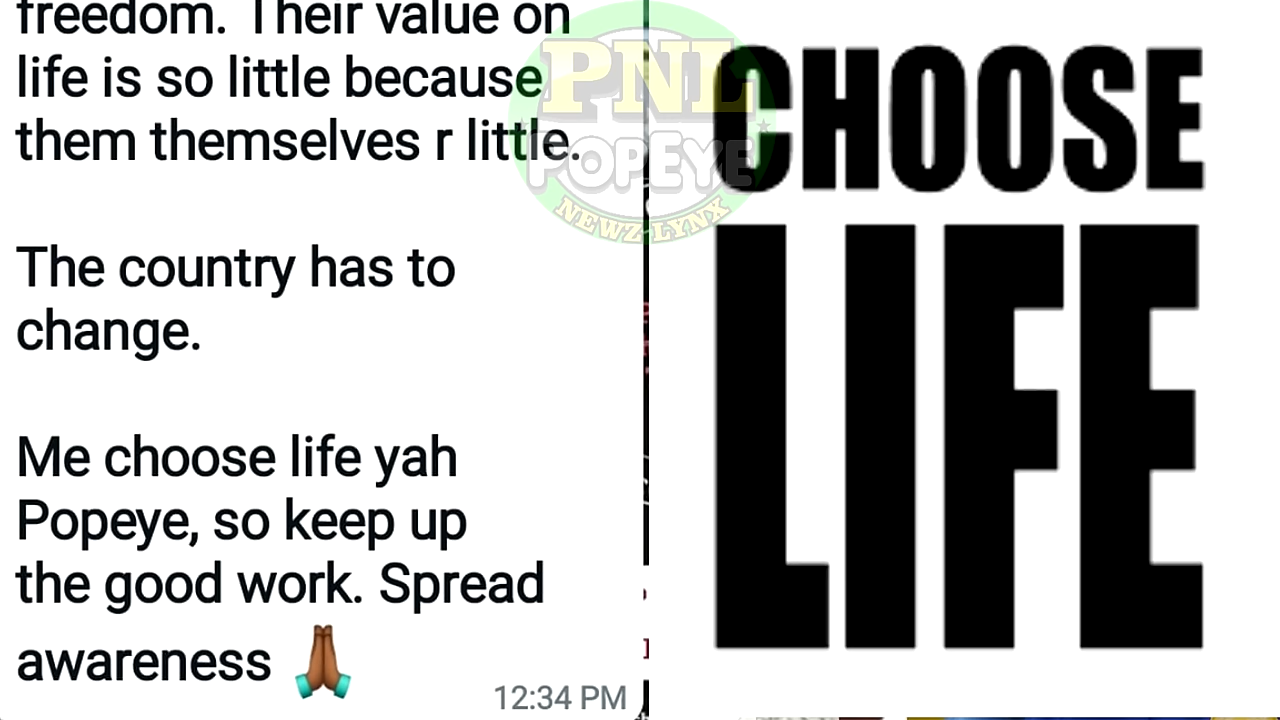 freedom. Their value on
life is so little because
them themselves r little.
The country has to
change.
Me choose life yah
Popeye, so keep up
the good work. Spread
awareness 🙏🏾
12:34 PM
PNL
POPEYE
NEWZ LYNX
CHOOSE
LIFE